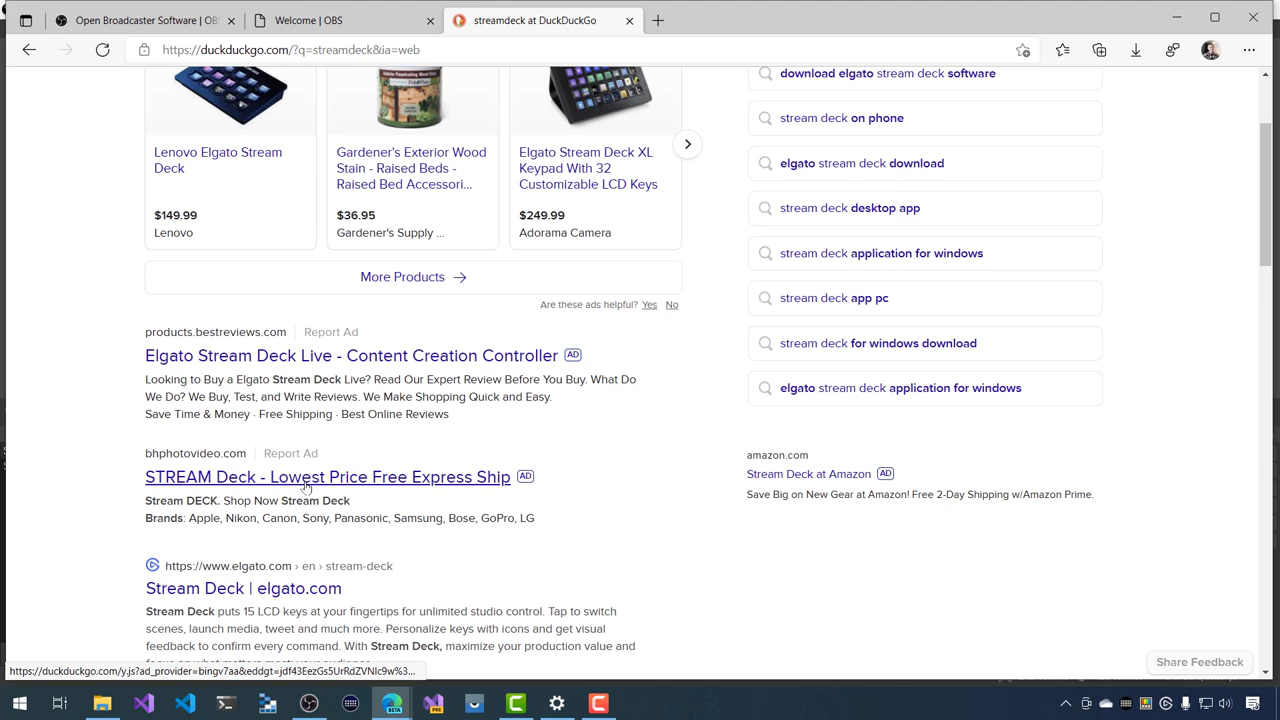 Open Broadcaster Software | OBS
Welcome | OBS
streamdeck at DuckDuckGo
https://duckduckgo.com/?q=streamdeck&ia=web
Lenovo Elgato Stream
Deck
$149.99
Lenovo
Gardener's Exterior Wood
Stain - Raised Beds -
Raised Bed Accessori...
$36.95
Gardener's Supply ...
Elgato Stream Deck XL
Keypad With 32
Customizable LCD Keys
$249.99
Adorama Camera
More Products
Are these ads helpful? Yes No
products.bestreviews.com Report Ad
Elgato Stream Deck Live - Content Creation Controller AD
Looking to Buy a Elgato Stream Deck Live? Read Our Expert Review Before You Buy. What Do
We Do? We Buy, Test, and Write Reviews. We Make Shopping Quick and Easy.
Save Time & Money · Free Shipping · Best Online Reviews
bhphotovideo.com Report Ad
STREAM Deck - Lowest Price Free Express Ship AD
Stream DECK. Shop Now Stream Deck
Brands: Apple, Nikon, Canon, Sony, Panasonic, Samsung, Bose, GoPro, LG
https://www.elgato.com › en › stream-deck
Stream Deck | elgato.com
Stream Deck puts 15 LCD keys at your fingertips for unlimited studio control. Tap to switch
scenes, launch media, tweet and much more. Personalize keys with icons and get visual
feedback to confirm every command. With Stream Deck, maximize your production value and
download elgato stream deck software
stream deck on phone
elgato stream deck download
stream deck desktop app
stream deck application for windows
stream deck app pc
stream deck for windows download
elgato stream deck application for windows
amazon.com
Stream Deck at Amazon AD
Save Big on New Gear at Amazon! Free 2-Day Shipping w/Amazon Prime.
Share Feedback
https://duckduckgo.com/y.js?ad_provider=bingv7aa&eddgt=jdf43EezGs5UrRdZVNIc9w%3...
BETA
PRE